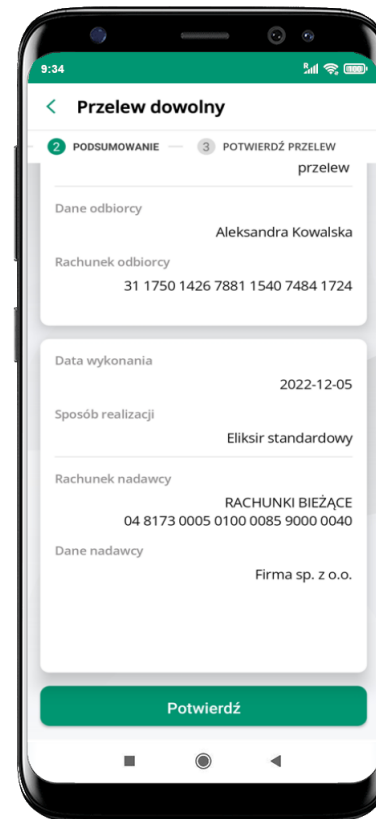 9:34
R
100
Przelew dowolny
2 PODSUMOWANIE 3 POTWIERDŹ PRZELEW
przelew
Dane odbiorcy
Aleksandra Kowalska
Rachunek odbiorcy
31 1750 1426 7881 1540 7484 1724
Data wykonania
2022-12-05
Sposób realizacji
Eliksir standardowy
Rachunek nadawcy
RACHUNKI BIEŻĄCE
04 8173 0005 0100 0085 9000 0040
Dane nadawcy
Firma sp. z o.o.
Potwierdź